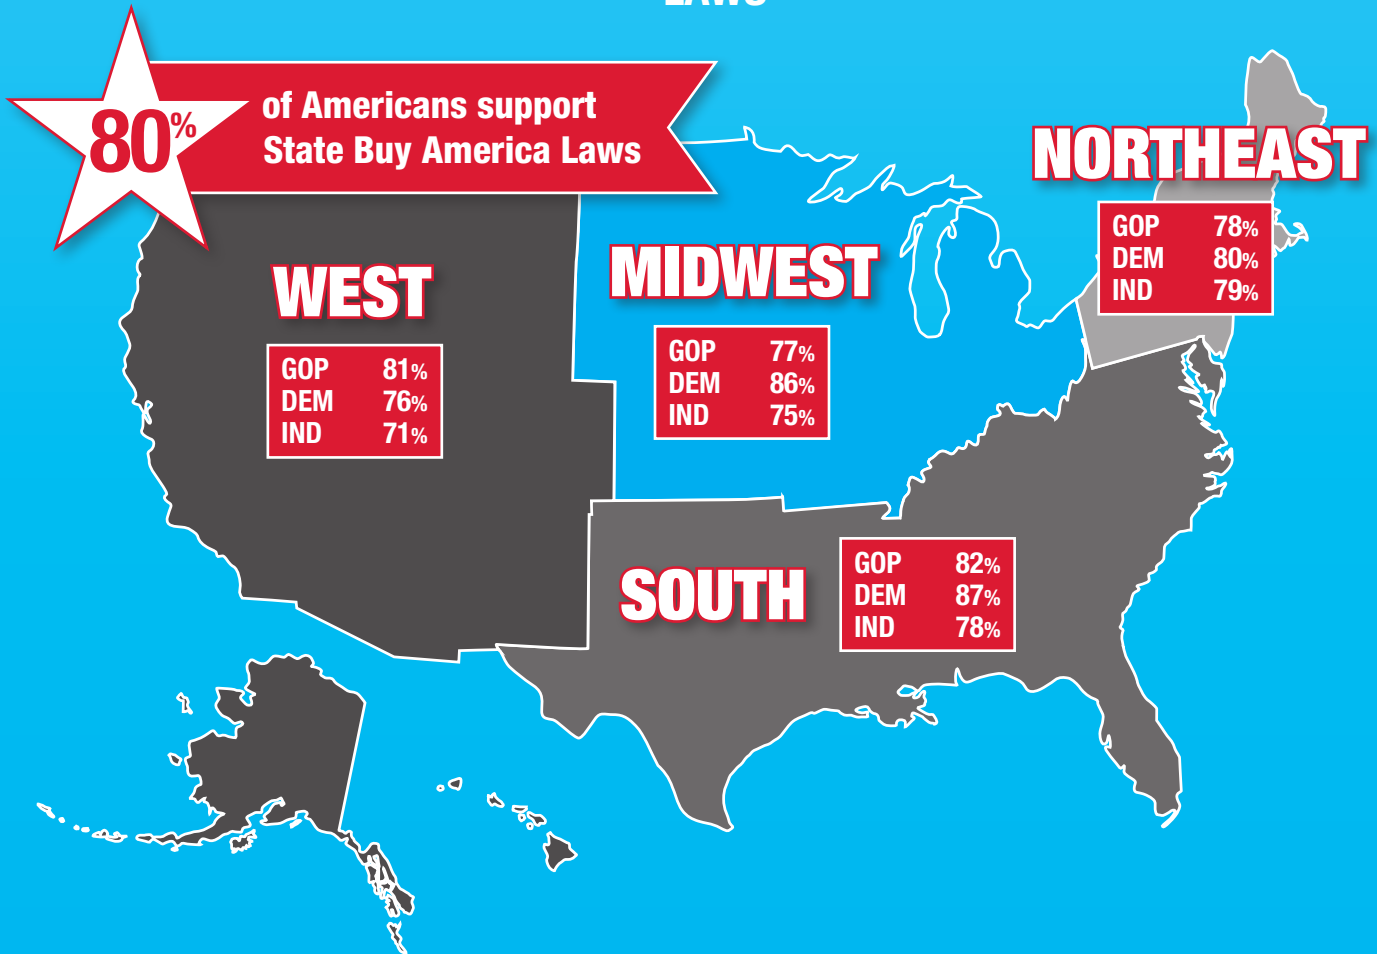 LAWS
80%
of Americans support
State Buy America Laws
NORTHEAST
GOP 78%
DEM 80%
IND 79%
WEST
GOP 81%
DEM 76%
IND 71%
MIDWEST
GOP 77%
DEM 86%
IND 75%
SOUTH
GOP 82%
DEM 87%
IND 78%